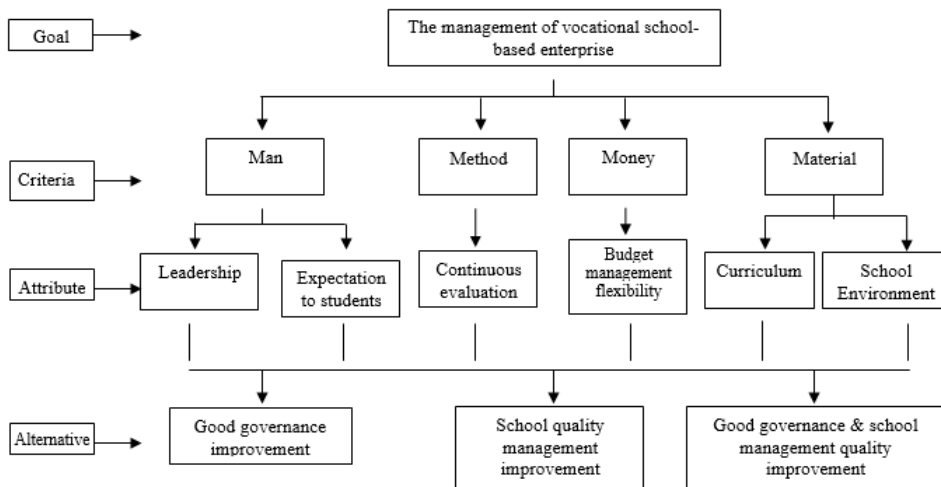 Goal
The management of vocational school-
based enterprise
Criteria
Man
Method
Money
Material
Attribute
Leadership
Expectation
to students
Continuous
evaluation
Budget
management
flexibility
Curriculum
School
Environment
Alternative
Good governance
improvement
School quality
management
improvement
Good governance & school
management quality
improvement